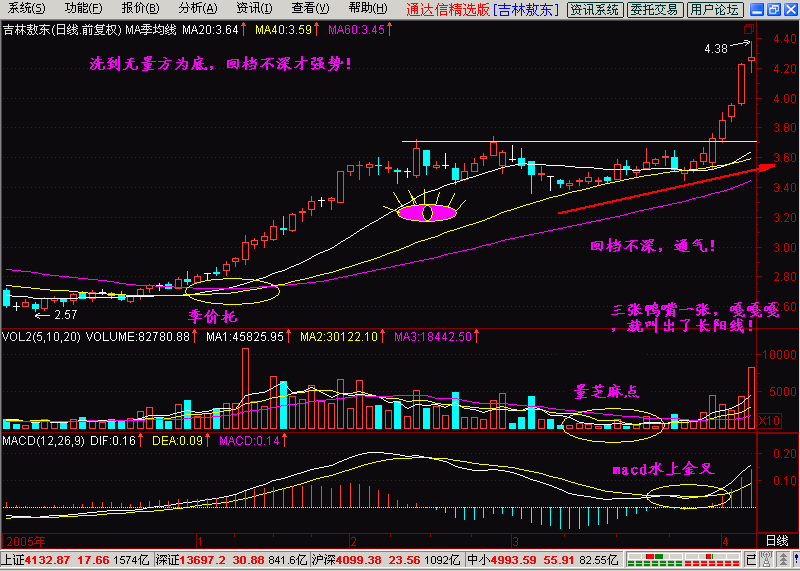 系统(S) 功能(F) 报价(B) 分析(A) 资讯(I) 查看(V) 帮助(H) 通达信精选版[吉林敖东] 资讯系统 委托交易 用户论坛
吉林敖东(日线.前复权) MA季均线 MA20:3.64↑ MA40:3.59↑ MA60:3.45↑
4.40
4.38
洗到无量方为底，回档不深才强势！
4.20
4.00
3.80
3.60
3.40
3.20
回档不深，通气！
3.00
2.80
2.60
季价托
←2.57
三张鸭嘴一张，嘎嘎嘎
，就叫出了长阳线！
VOL2(5,10,20) VOLUME:82780.88↑ MA1:45825.95↑ MA2:30122.10↑ MA3:18442.50↑
10000
量芝麻点
5000
X10
MACD(12,26,9) DIF:0.16↑ DEA:0.09↑ MACD:0.14↑
0.20
macd水上金叉
0.10
2005年 1 2 3 4 日线
上证4132.87 17.66 1574亿 深证13697.2 30.88 841.6亿 沪深4099.38 23.56 1092亿 中小4993.59 55.91 82.55亿